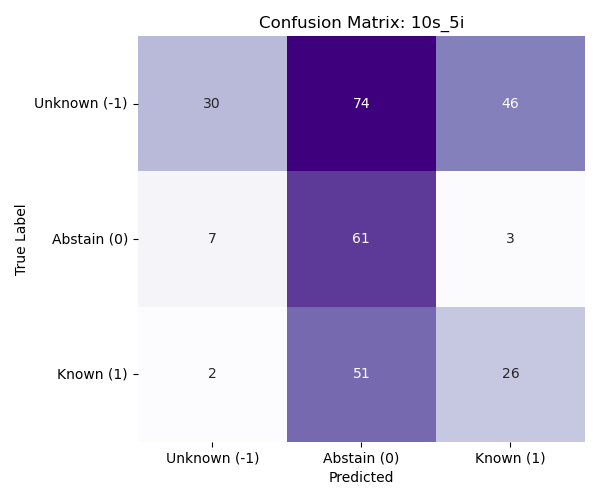 Confusion Matrix: 10s_5i
True Label
Unknown (-1) 30 74 46
Abstain (0) 7 61 3
Known (1) 2 51 26
Unknown (-1) Abstain (0) Known (1)
Predicted